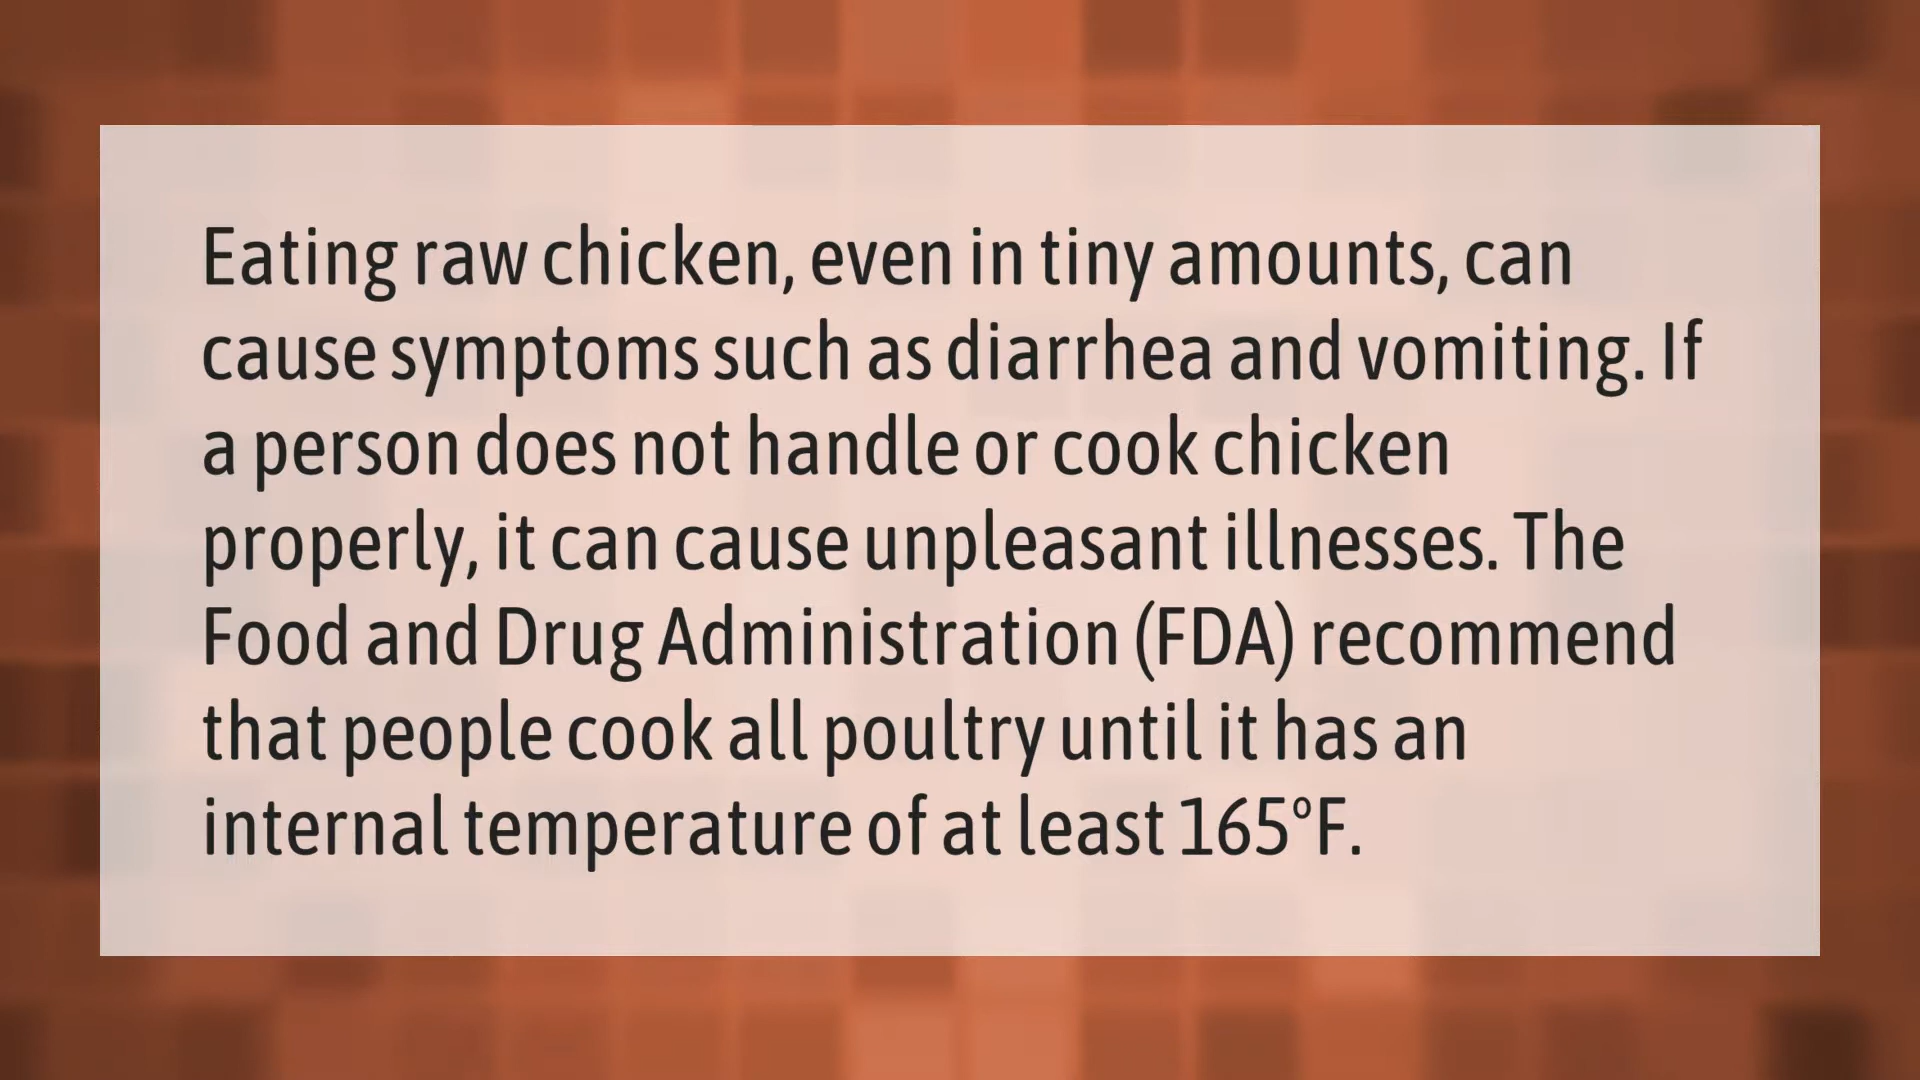 Eating raw chicken, even in tiny amounts, can
cause symptoms such as diarrhea and vomiting. If
a person does not handle or cook chicken
properly, it can cause unpleasant illnesses. The
Food and Drug Administration (FDA) recommend
that people cook all poultry until it has an
internal temperature of at least 165ºF.